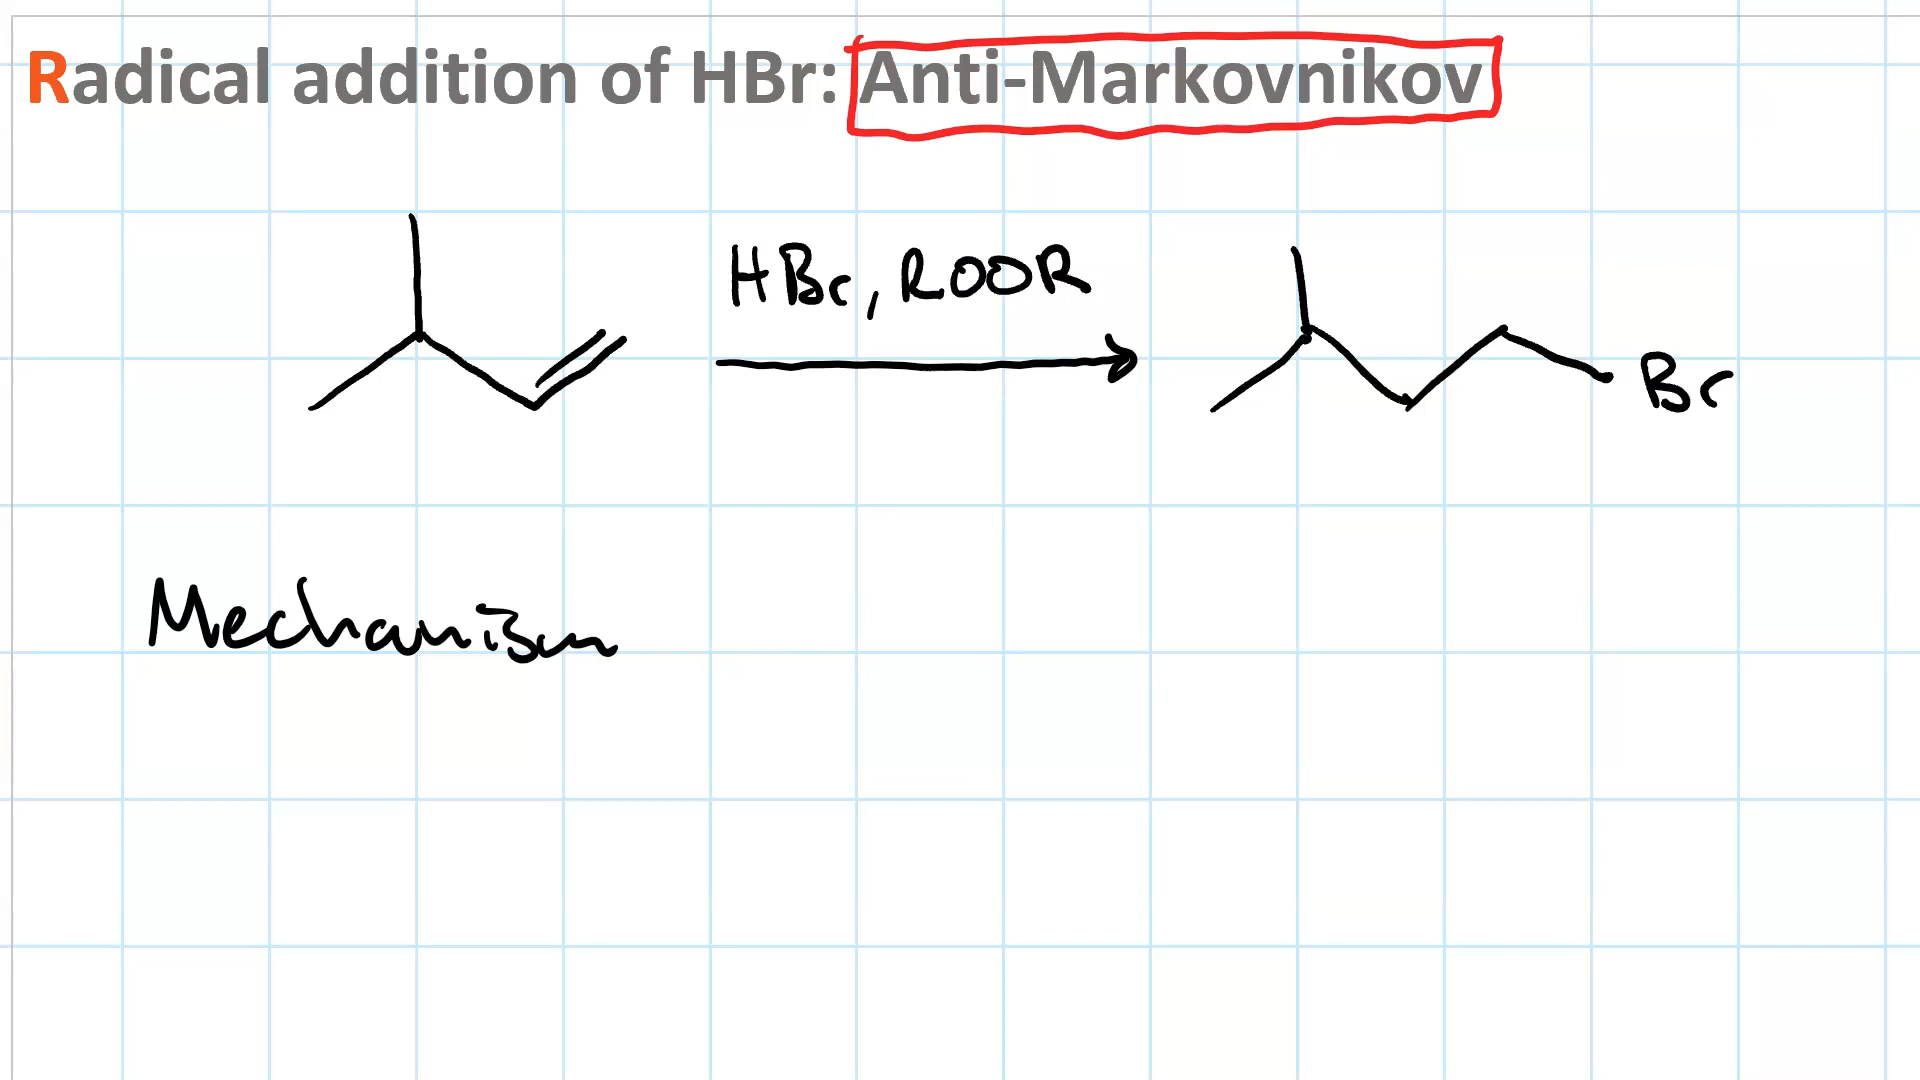 Radical addition of HBr: Anti-Markovnikov
HBr, ROOR
Br
Mechanism